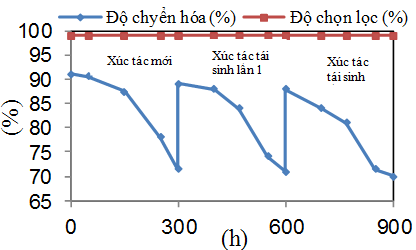 Độ chyển hóa (%) Độ chọn lọc (%)
100
95
90
85
80
75
70
65
(%)
Xúc tác mới
Xúc tác tái
sinh lần 1
Xúc tác
tái sinh
0 300 600 900
(h)